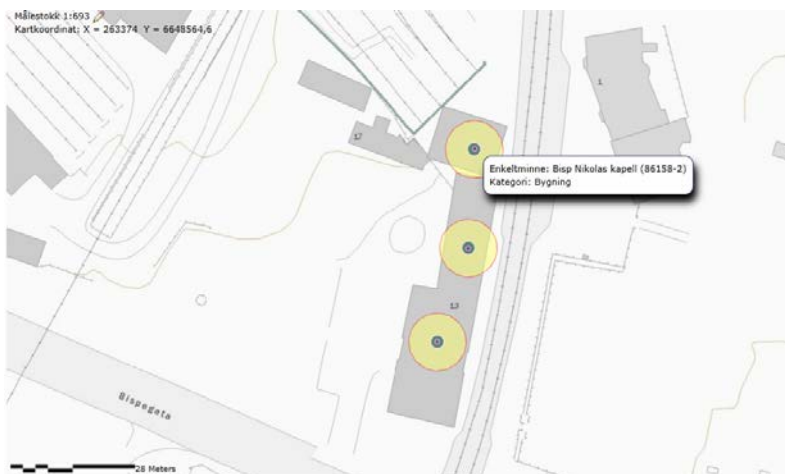 Målestokk 1:693
Kartkoordinat: X = 263374 Y = 6648564,6
1
17
Enkeltminne: Bisp Nikolas kapell (86158-2)
Kategori: Bygning
13
Bispegata
28 Meters